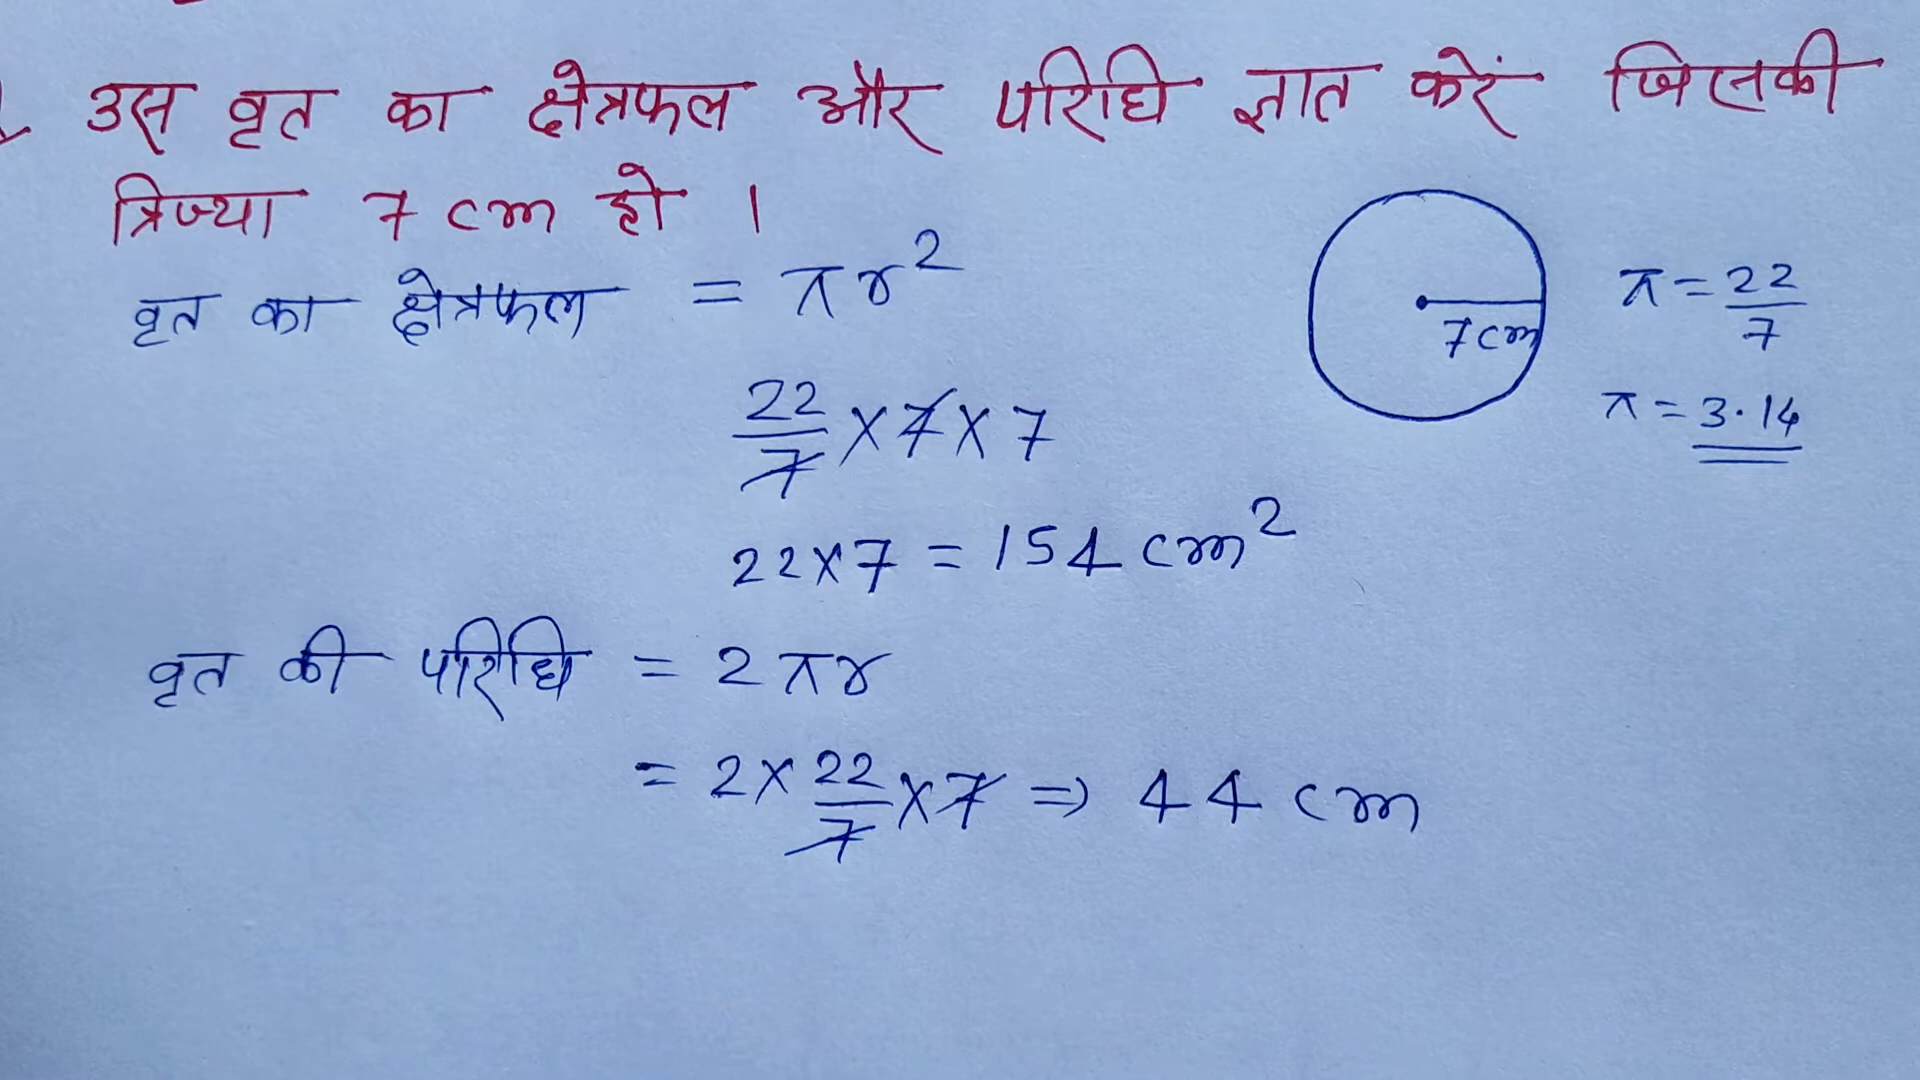 उस वृत का क्षेत्रफल और परिधि ज्ञात करें जिसकी
त्रिज्या 7 cm हो ।
वृत का क्षेत्रफल = πr²
7cm
π = 22/7
π = 3.14
22/7 × 7 × 7
22×7 = 154 cm²
वृत की परिधि = 2πr
= 2 × 22/7 × 7 ⇒ 44 cm